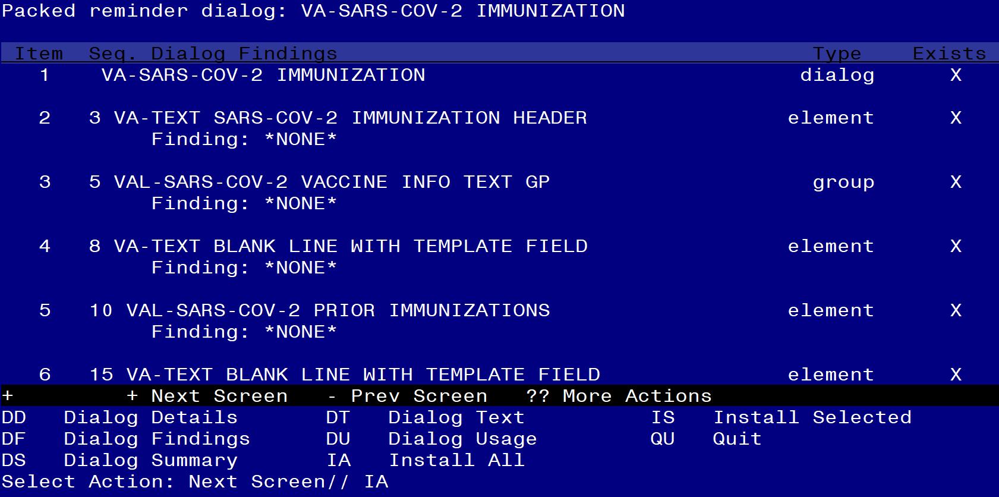 Packed reminder dialog: VA-SARS-COV-2 IMMUNIZATION
Item Seq. Dialog Findings Type Exists
1 VA-SARS-COV-2 IMMUNIZATION dialog X
2 3 VA-TEXT SARS-COV-2 IMMUNIZATION HEADER element X
Finding: *NONE*
3 5 VAL-SARS-COV-2 VACCINE INFO TEXT GP group X
Finding: *NONE*
4 8 VA-TEXT BLANK LINE WITH TEMPLATE FIELD element X
Finding: *NONE*
5 10 VAL-SARS-COV-2 PRIOR IMMUNIZATIONS element X
Finding: *NONE*
6 15 VA-TEXT BLANK LINE WITH TEMPLATE FIELD element X
+ + Next Screen - Prev Screen ?? More Actions
DD Dialog Details DT Dialog Text IS Install Selected
DF Dialog Findings DU Dialog Usage QU Quit
DS Dialog Summary IA Install All
Select Action: Next Screen// IA